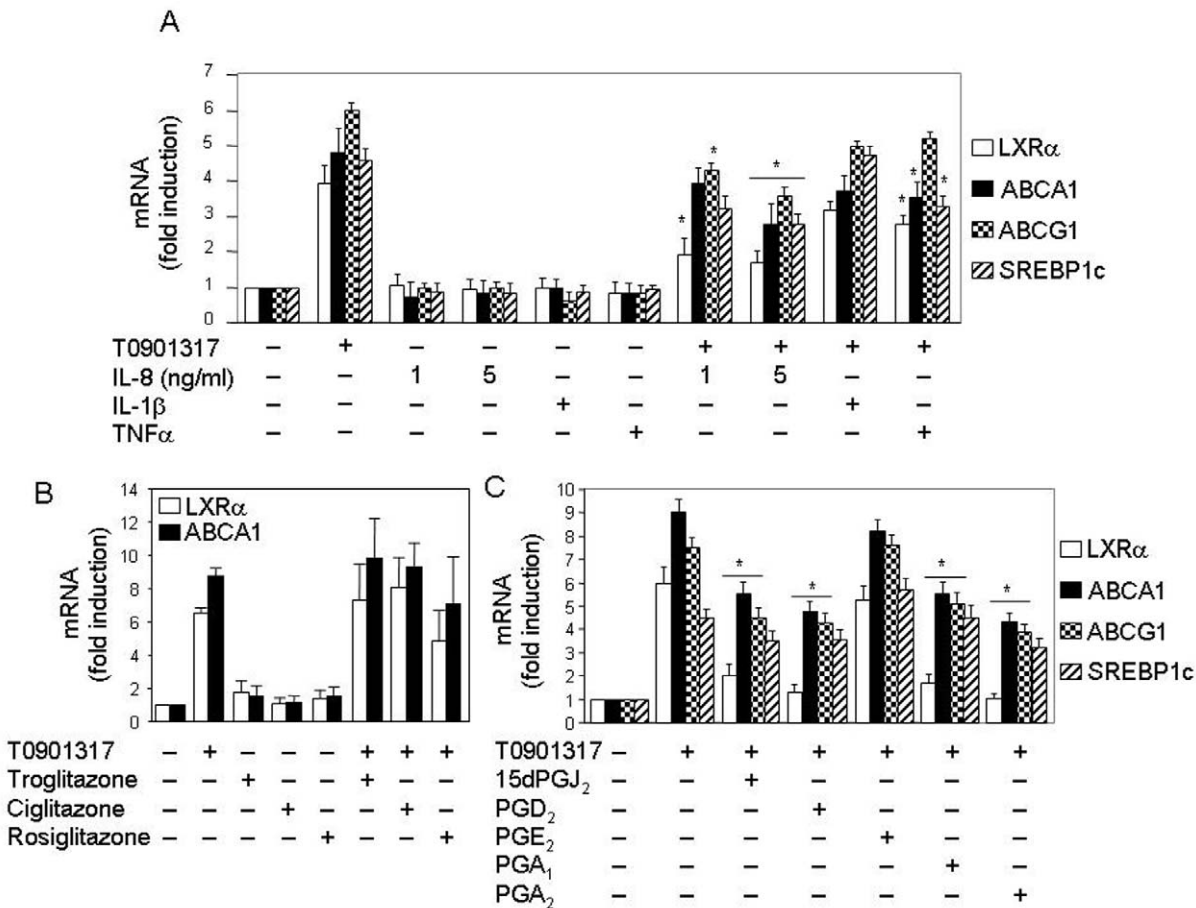 A
mRNA
(fold induction)
7
6
5
4
3
2
1
0
* * * * * *
LXRα
ABCA1
ABCG1
SREBP1c
T0901317 – + – – – – + + + +
IL-8 (ng/ml) – – 1 5 – – 1 5 – –
IL-1β – – – – + – – – + –
TNFα – – – – – + – – – +
B
mRNA
(fold induction)
14
12
10
8
6
4
2
0
LXRα
ABCA1
T0901317 – + – – – + + +
Troglitazone – – + – – + – –
Ciglitazone – – – + – – + –
Rosiglitazone – – – – + – – +
C
mRNA
(fold induction)
10
9
8
7
6
5
4
3
2
1
0
* * * *
LXRα
ABCA1
ABCG1
SREBP1c
T0901317 – + + + + + +
15dPGJ₂ – – + – – – –
PGD₂ – – – + – – –
PGE₂ – – – – + – –
PGA₁ – – – – – + –
PGA₂ – – – – – – +